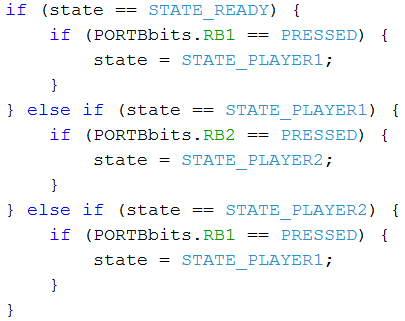 if (state == STATE_READY) {
    if (PORTBbits.RB1 == PRESSED) {
        state = STATE_PLAYER1;
    }
} else if (state == STATE_PLAYER1) {
    if (PORTBbits.RB2 == PRESSED) {
        state = STATE_PLAYER2;
    }
} else if (state == STATE_PLAYER2) {
    if (PORTBbits.RB1 == PRESSED) {
        state = STATE_PLAYER1;
    }
}